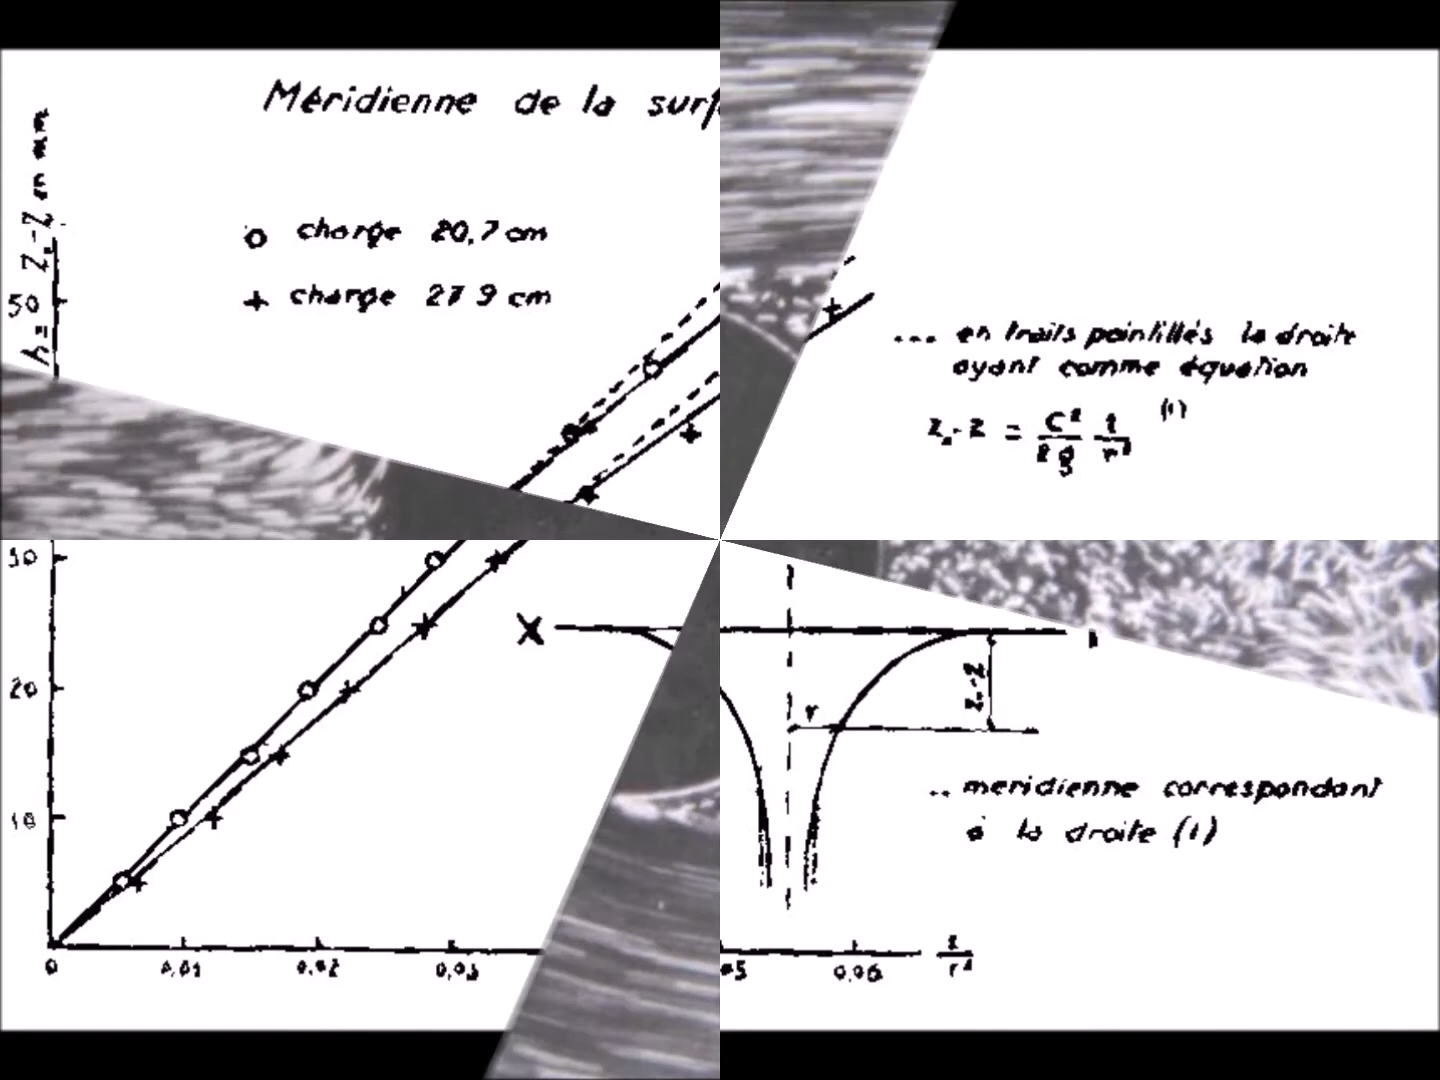 Méridienne de la surf
h = Z₀-Z en mm
o charge 20,7 cm
+ charge 27 9 cm
50
... en traits pointillés la droite
ayant comme équation
Z₀-Z = C²/2g 1/r² (1)
30
20
10
0 0,01 0,02 0,03 05 0,06 1/r²
Z₀-Z
r
.. meridienne correspondant
à la droite (1)